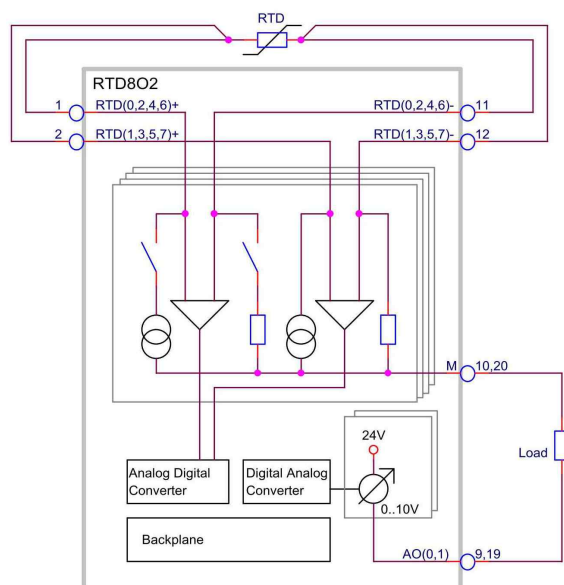 RTD
RTD8O2
1 RTD(0,2,4,6)+ RTD(0,2,4,6)- 11
2 RTD(1,3,5,7)+ RTD(1,3,5,7)- 12
M 10,20
24V
Load
Analog Digital
Converter
Digital Analog
Converter
0..10V
Backplane
AO(0,1) 9,19